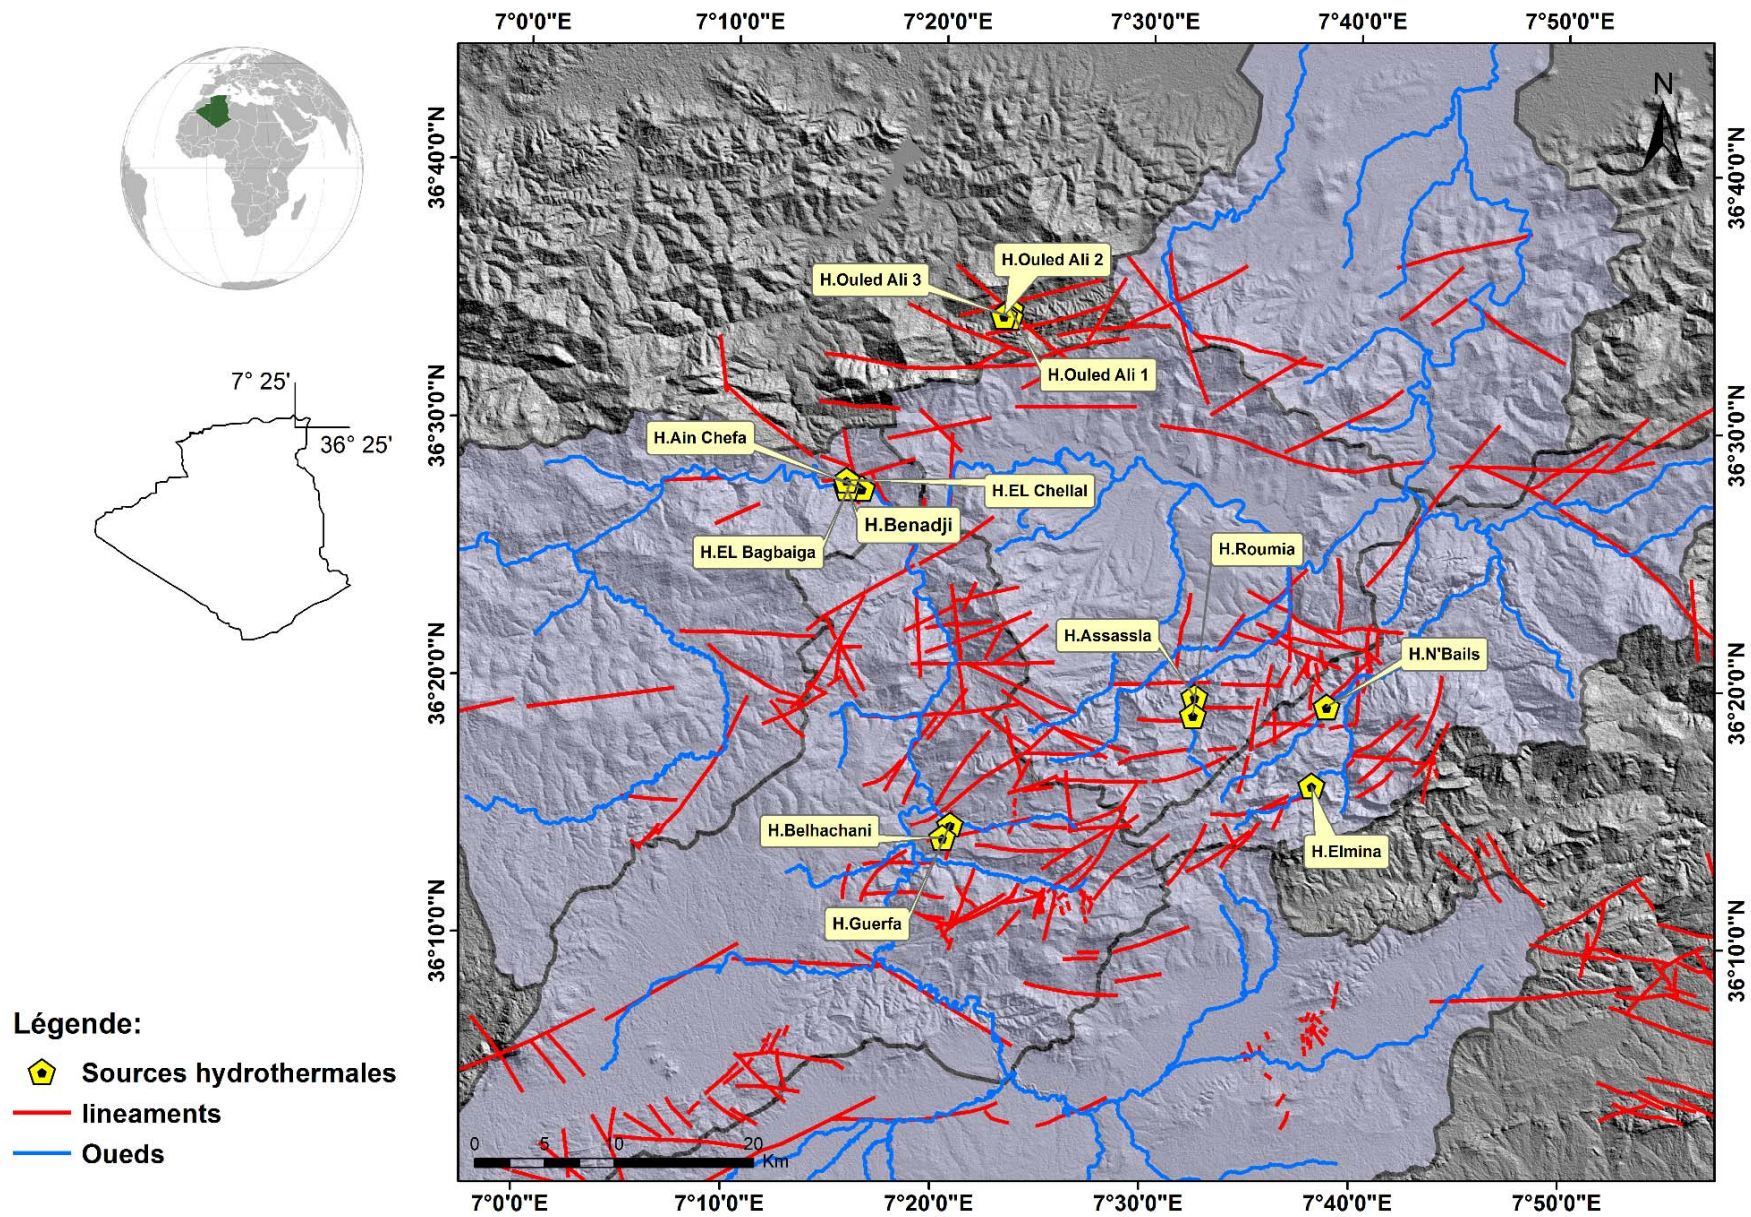 7°0'0"E
7°10'0"E
7°20'0"E
7°30'0"E
7°40'0"E
7°50'0"E
N
36°40'0"N
36°40'0"N
H.Ouled Ali 2
H.Ouled Ali 3
H.Ouled Ali 1
7° 25'
36° 25'
36°30'0"N
36°30'0"N
H.Ain Chefa
H.EL Chellal
H.Benadji
H.EL Bagbaiga
H.Roumia
H.Assassla
H.N'Bails
36°20'0"N
36°20'0"N
H.Belhachani
H.Elmina
H.Guerfa
36°10'0"N
36°10'0"N
Légende:
Sources hydrothermales
lineaments
Oueds
0 5 10 20
Km
7°0'0"E
7°10'0"E
7°20'0"E
7°30'0"E
7°40'0"E
7°50'0"E